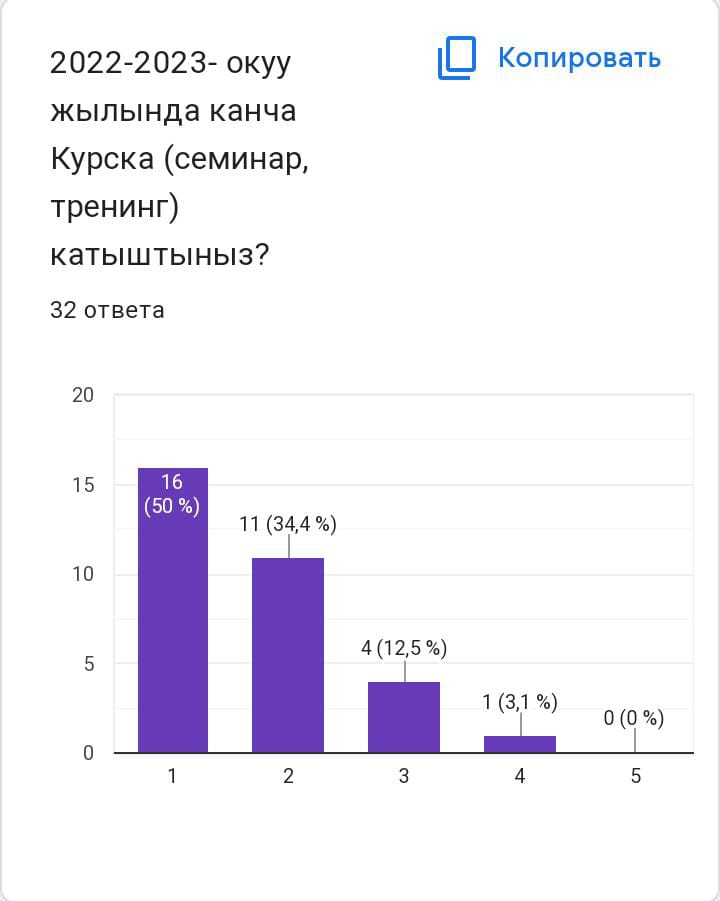 2022-2023- окуу
жылында канча
Курска (семинар,
тренинг)
катыштыныз?
Копировать
32 ответа
20
15
10
5
0
16
(50 %)
11 (34,4 %)
4 (12,5 %)
1 (3,1 %)
0 (0 %)
1
2
3
4
5